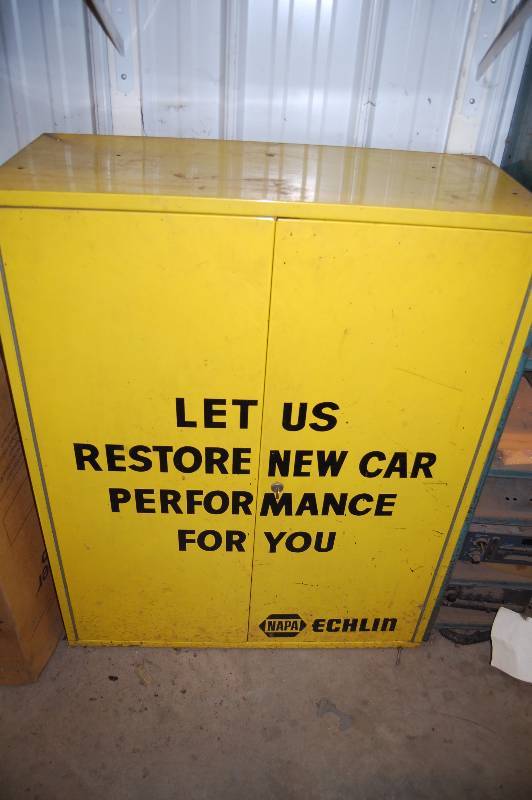 LET US
RESTORE NEW CAR
PERFORMANCE
FOR YOU
NAPA ECHLIN